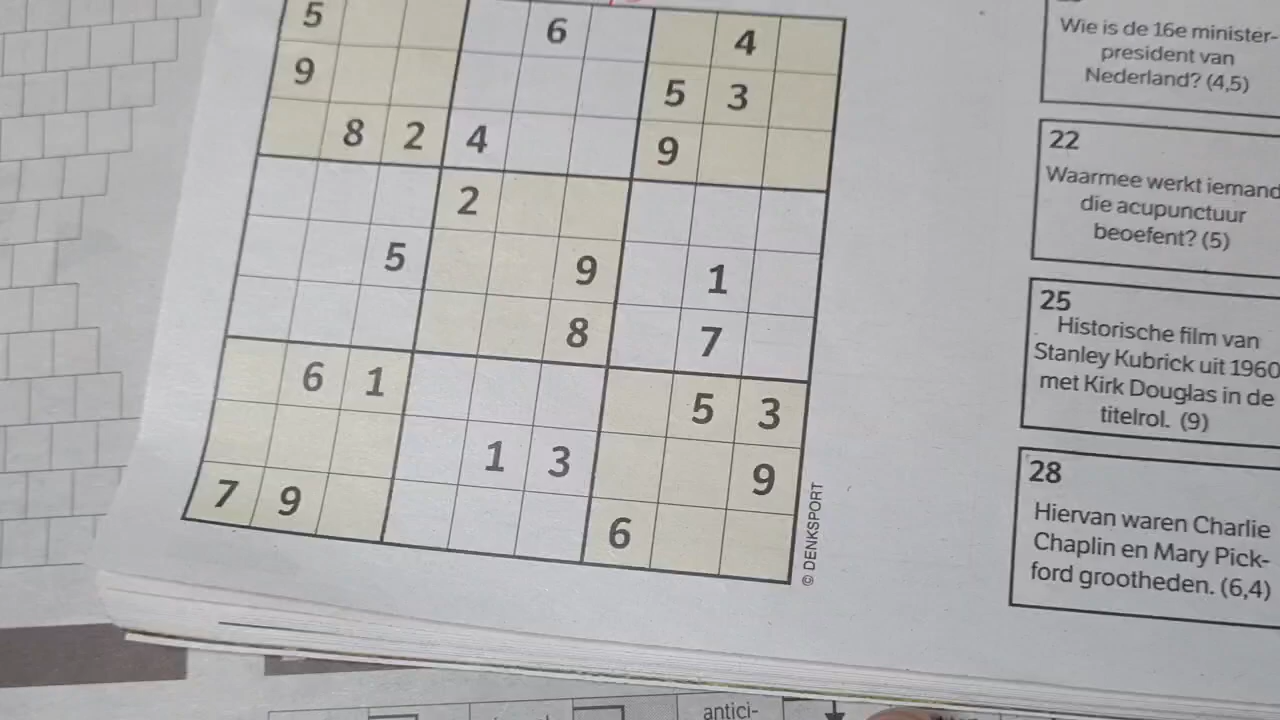 5 6 4
9 5 3
8 2 4 9
2
5 9 1
8 7
6 1 5 3
1 3 9
7 9 6
© DENKSPORT
Wie is de 16e minister-
president van
Nederland? (4,5)
22
Waarmee werkt iemand
die acupunctuur
beoefent? (5)
25
Historische film van
Stanley Kubrick uit 1960
met Kirk Douglas in de
titelrol. (9)
28
Hiervan waren Charlie
Chaplin en Mary Pick-
ford grootheden. (6,4)
antici-